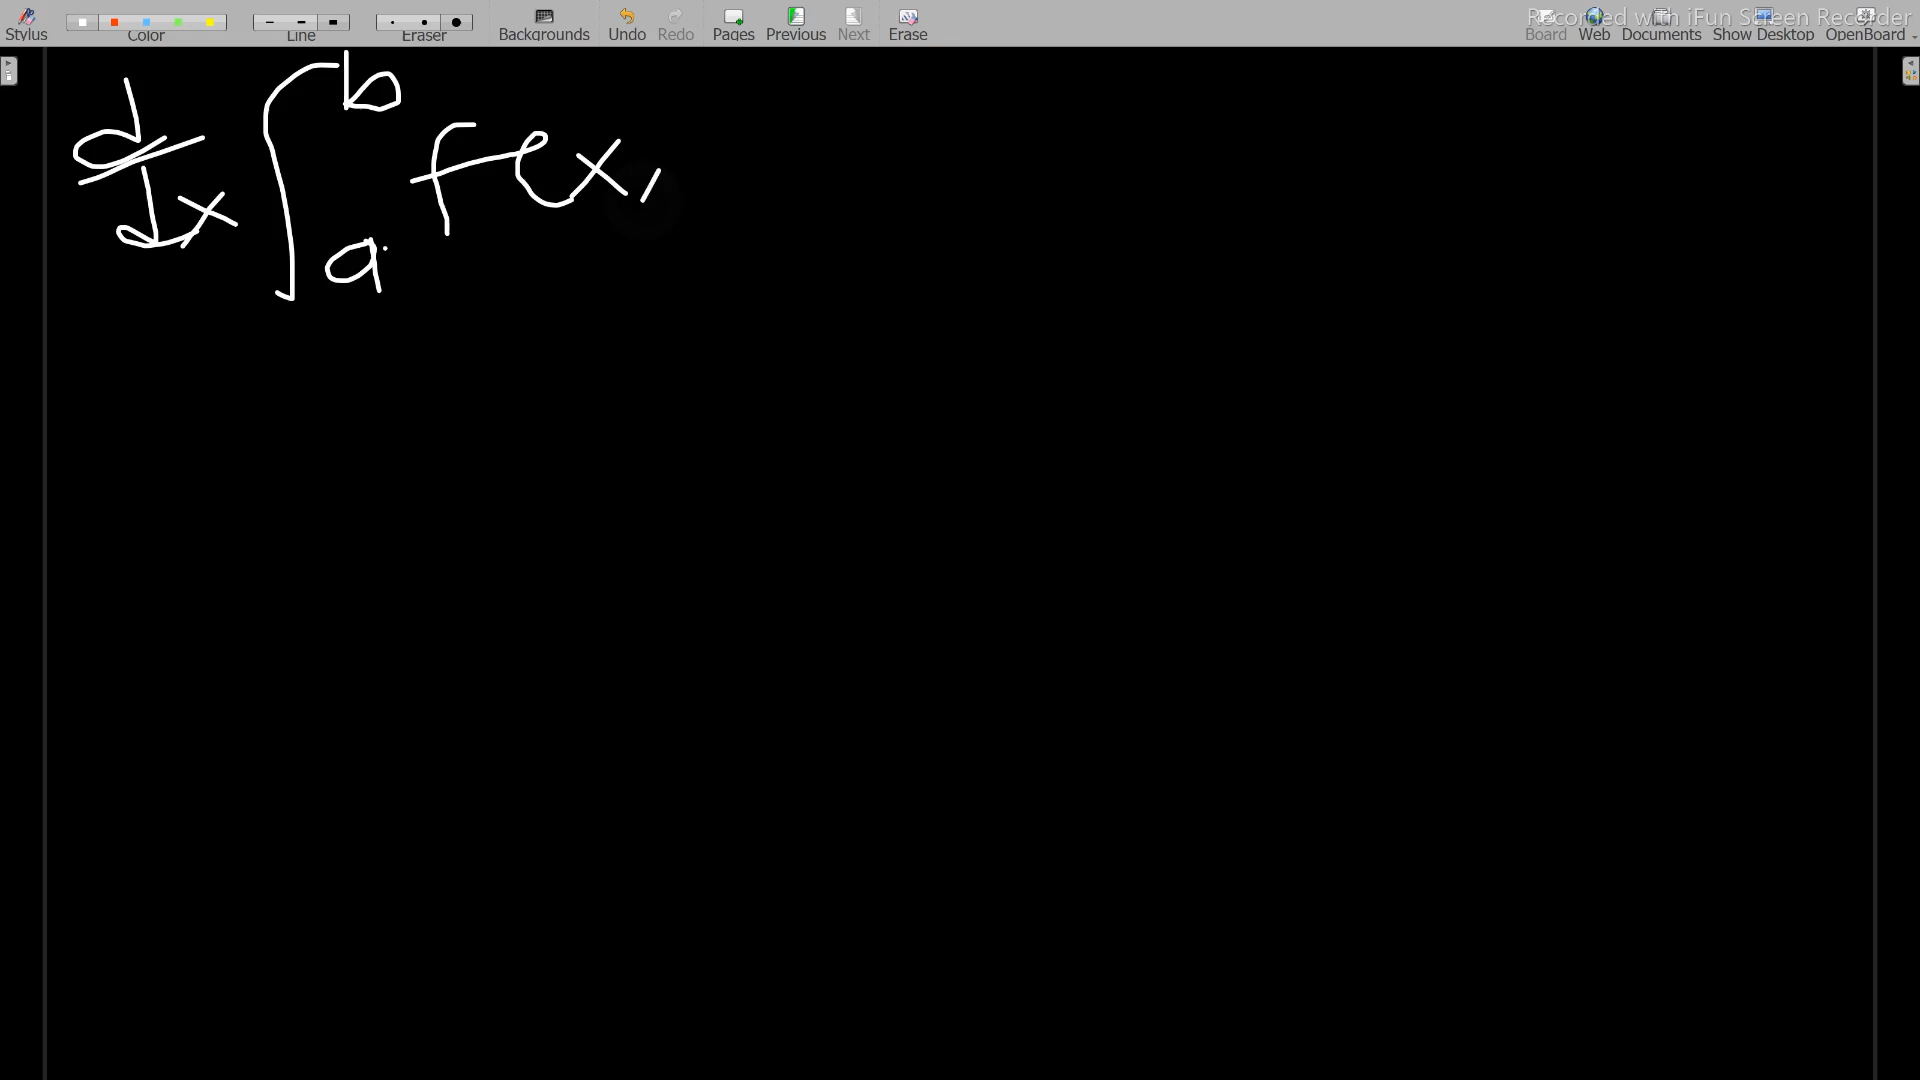 Stylus Color Line Eraser Backgrounds Undo Redo Pages Previous Next Erase Board Web Documents Show Desktop OpenBoard
Recorded with iFun Screen Recorder
d/dx ∫_a^b f(x,